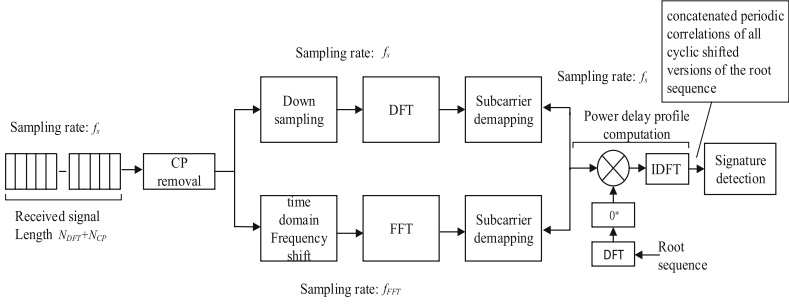 concatenated periodic
correlations of all
cyclic shifted
versions of the root
sequence
Sampling rate: fs
Sampling rate: fs
Sampling rate: fs
Down
sampling
DFT
Subcarrier
demapping
Power delay profile
computation
CP
removal
IDFT
Signature
detection
Received signal
Length NDFT+NCP
time
domain
Frequency
shift
FFT
Subcarrier
demapping
()*
DFT
Root
sequence
Sampling rate: fFFT